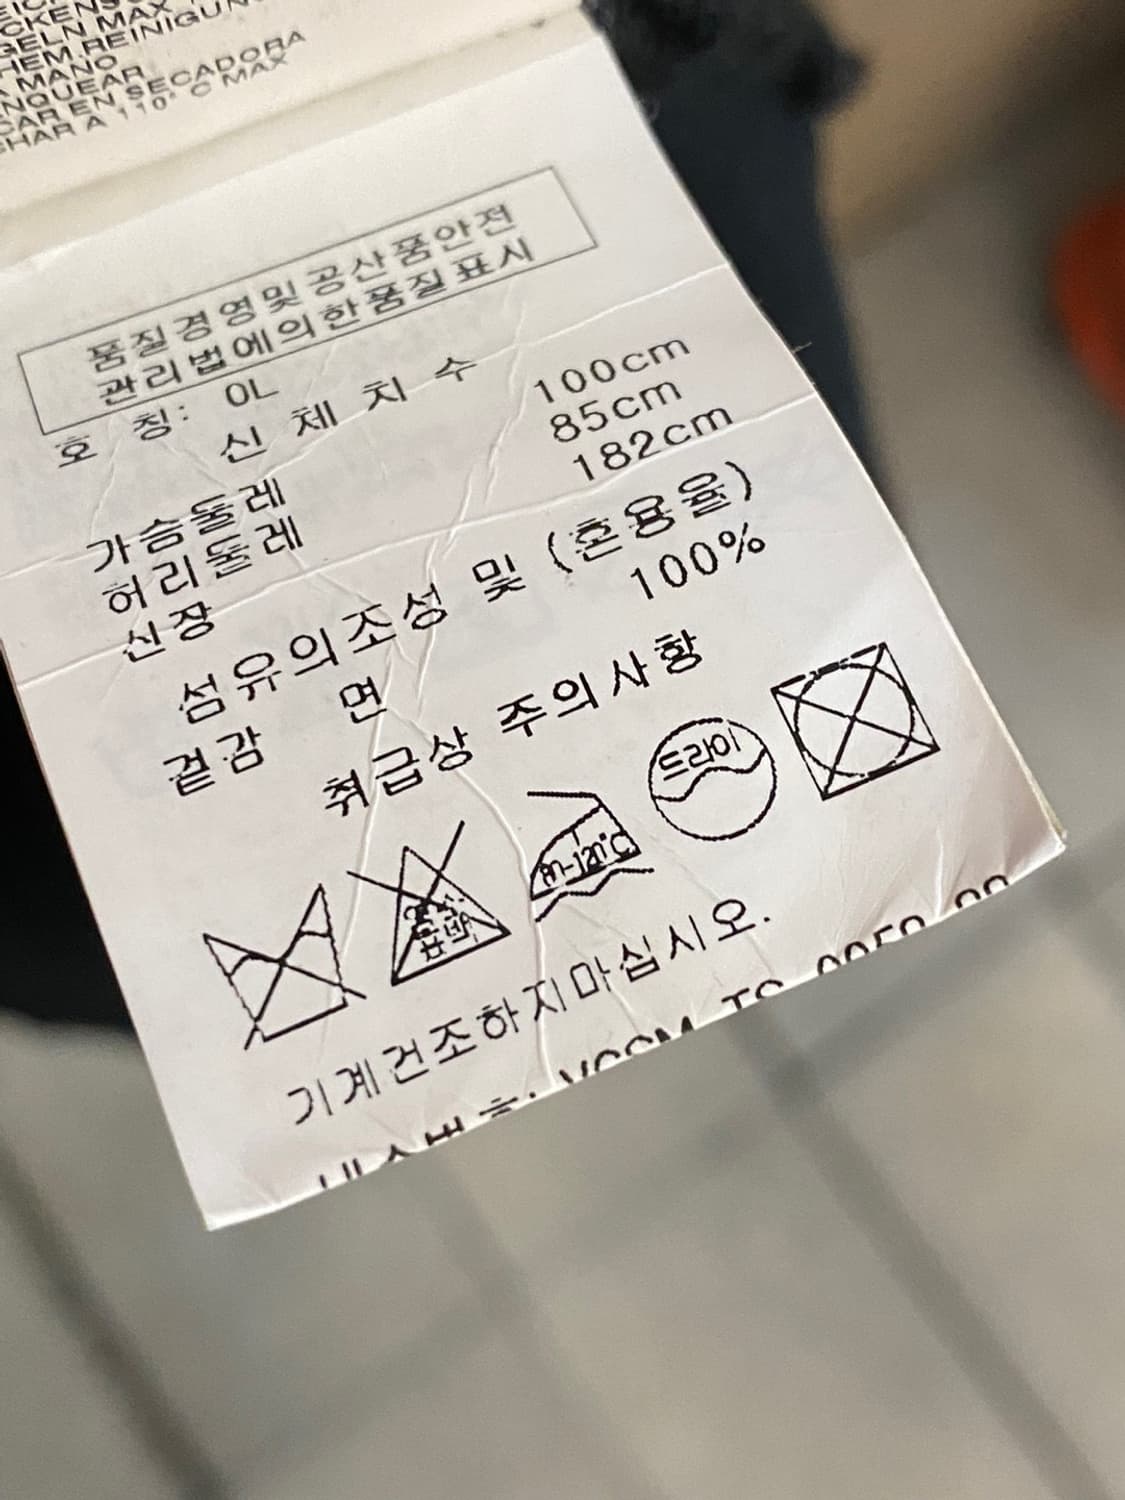 GELN MAX
HEM.REINIGUN
A MANO
NQUEAR
CAR EN SECADORA
CHAR A 110° C MAX
품질경영및공산품안전
관리법에의한품질표시
호 칭: OL
신 체 치 수
가슴둘레 100cm
허리둘레 85cm
신장 182cm
섬유의조성 및 (혼용율)
겉감 면 100%
취급상 주의사항
80-120℃
드라이
기계건조하지마십시오.